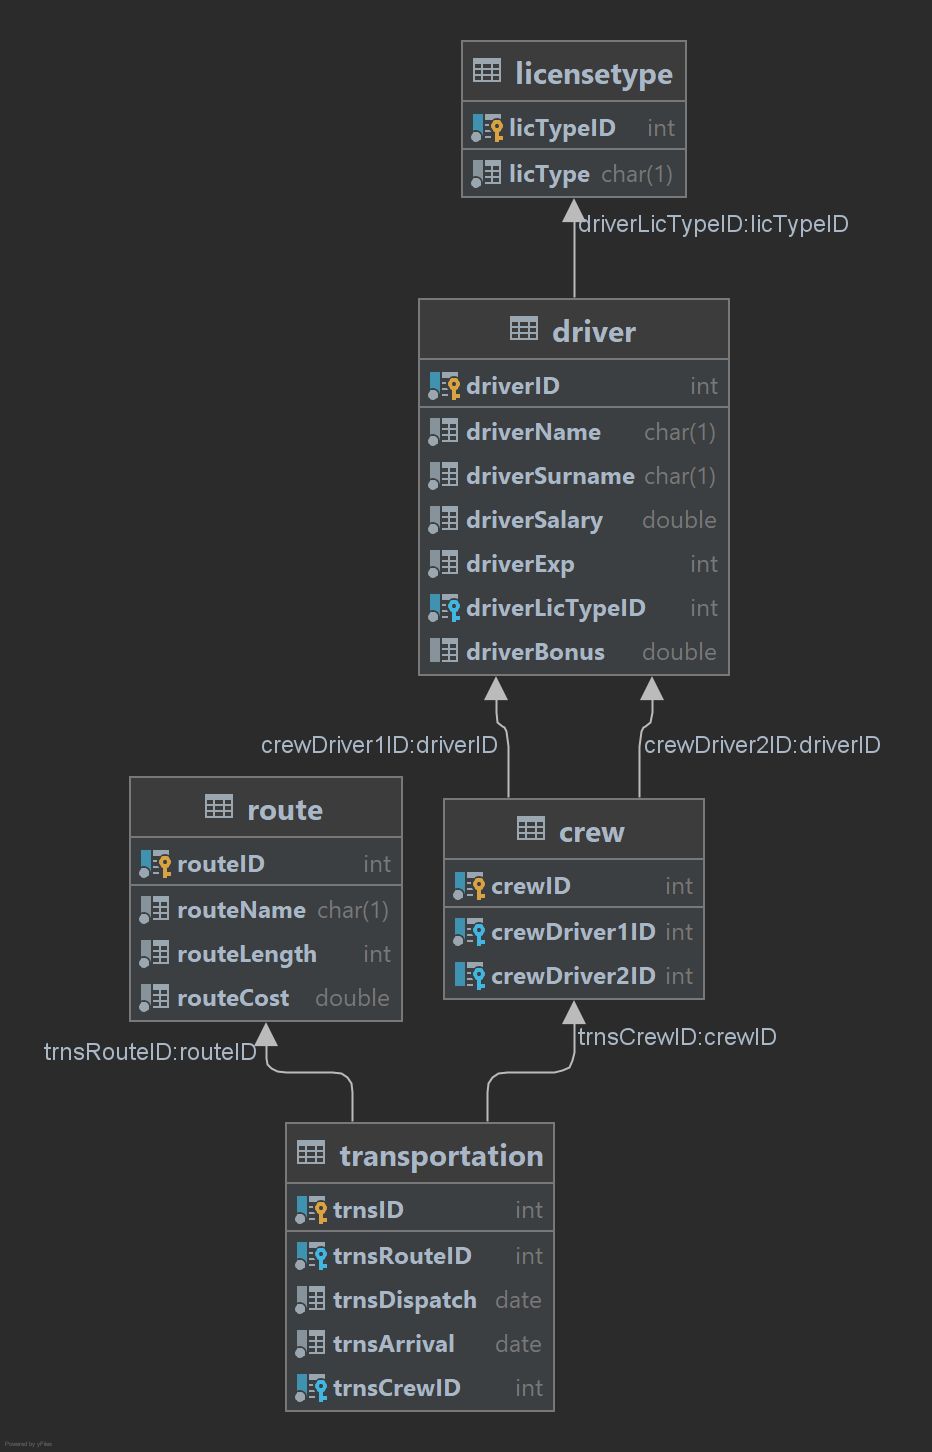 licensetype
licTypeID int
licType char(1)
driverLicTypeID:licTypeID
driver
driverID int
driverName char(1)
driverSurname char(1)
driverSalary double
driverExp int
driverLicTypeID int
driverBonus double
crewDriver1ID:driverID
crewDriver2ID:driverID
route
routeID int
routeName char(1)
routeLength int
routeCost double
crew
crewID int
crewDriver1ID int
crewDriver2ID int
trnsRouteID:routeID
trnsCrewID:crewID
transportation
trnsID int
trnsRouteID int
trnsDispatch date
trnsArrival date
trnsCrewID int
Powered by yFiles